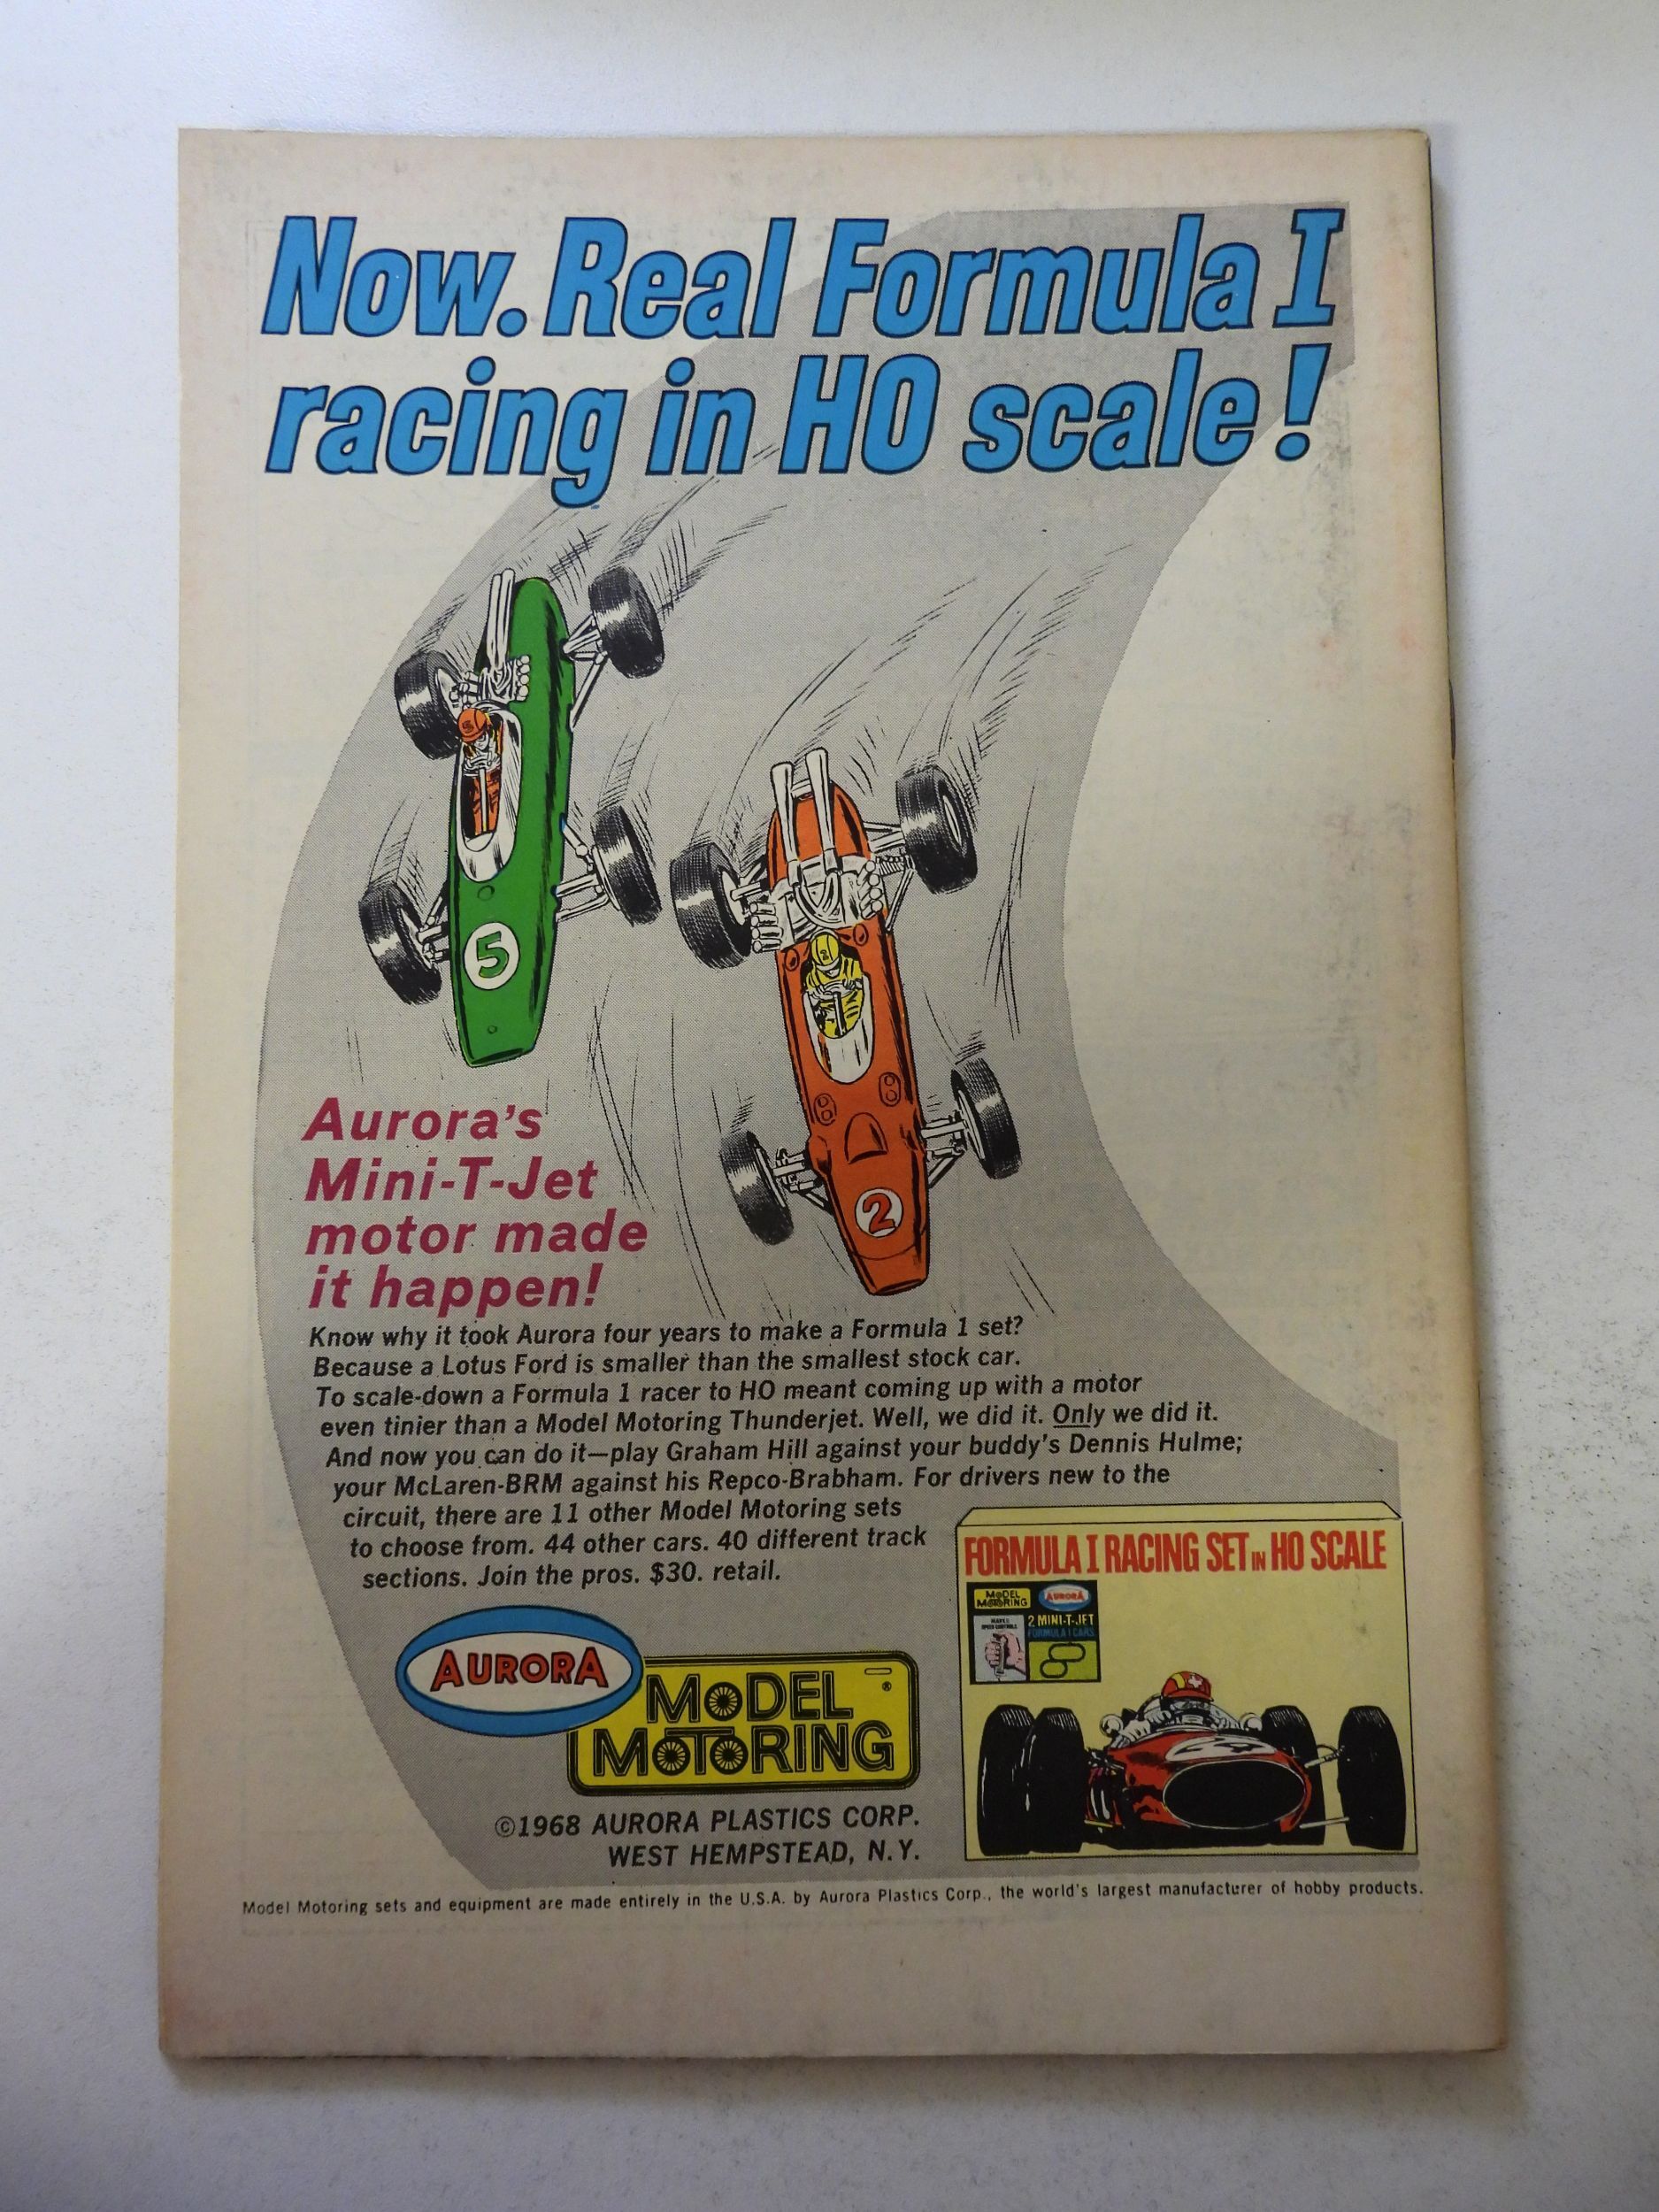 Now. Real Formula I
racing in HO scale!
5
2
Aurora's
Mini-T-Jet
motor made
it happen!
Know why it took Aurora four years to make a Formula 1 set?
Because a Lotus Ford is smaller than the smallest stock car.
To scale-down a Formula 1 racer to HO meant coming up with a motor
even tinier than a Model Motoring Thunderjet. Well, we did it. Only we did it.
And now you can do it—play Graham Hill against your buddy's Dennis Hulme;
your McLaren-BRM against his Repco-Brabham. For drivers new to the
circuit, there are 11 other Model Motoring sets
to choose from. 44 other cars. 40 different track
sections. Join the pros. $30. retail.
FORMULA I RACING SET IN HO SCALE
MODEL
MOTORING
AURORA
2 MINI-T-JET
FORMULA I CARS
24
AURORA
MODEL ®
MOTORING
©1968 AURORA PLASTICS CORP.
WEST HEMPSTEAD, N.Y.
Model Motoring sets and equipment are made entirely in the U.S.A. by Aurora Plastics Corp., the world's largest manufacturer of hobby products.